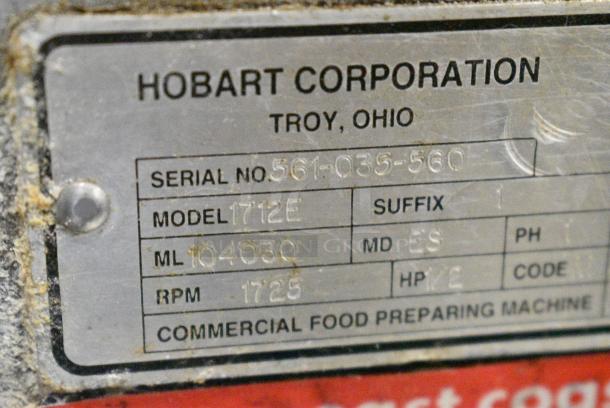 HOBART CORPORATION
TROY, OHIO
SERIAL NO. 561-035-560
MODEL 1712E SUFFIX 1
ML 104030 MD ES PH 1
RPM 1725 HP 1/2 CODE
COMMERCIAL FOOD PREPARING MACHINE